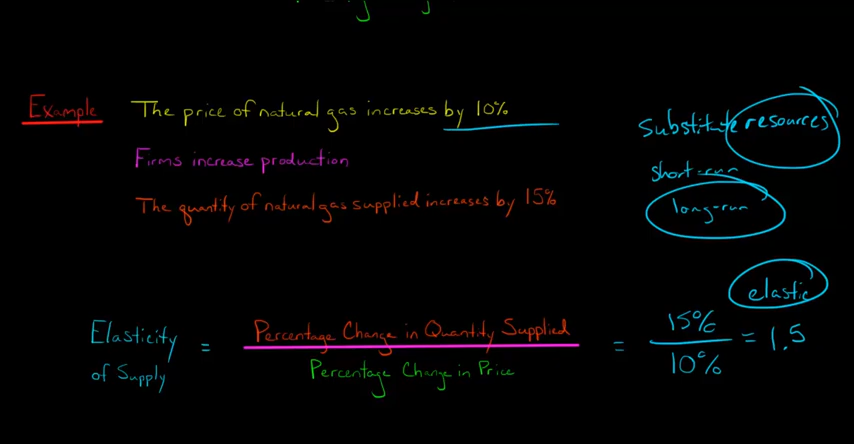 Example The price of natural gas increases by 10%
Firms increase production
The quantity of natural gas supplied increases by 15%
substitute resources
short-run
long-run
elastic
Elasticity of Supply = Percentage Change in Quantity Supplied / Percentage Change in Price = 15% / 10% = 1.5